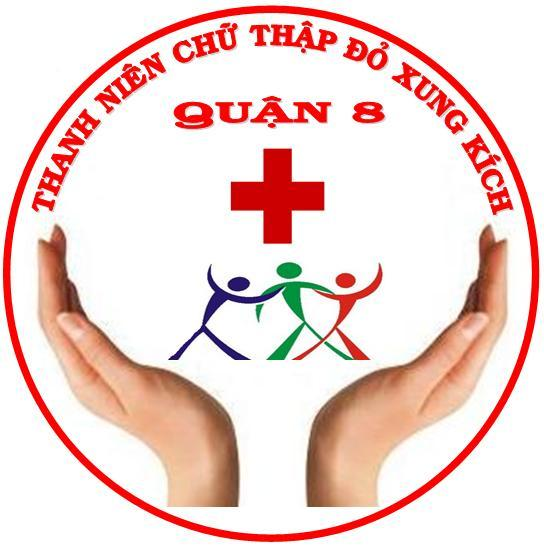 THANH NIÊN CHỮ THẬP ĐỎ XUNG KÍCH
QUẬN 8